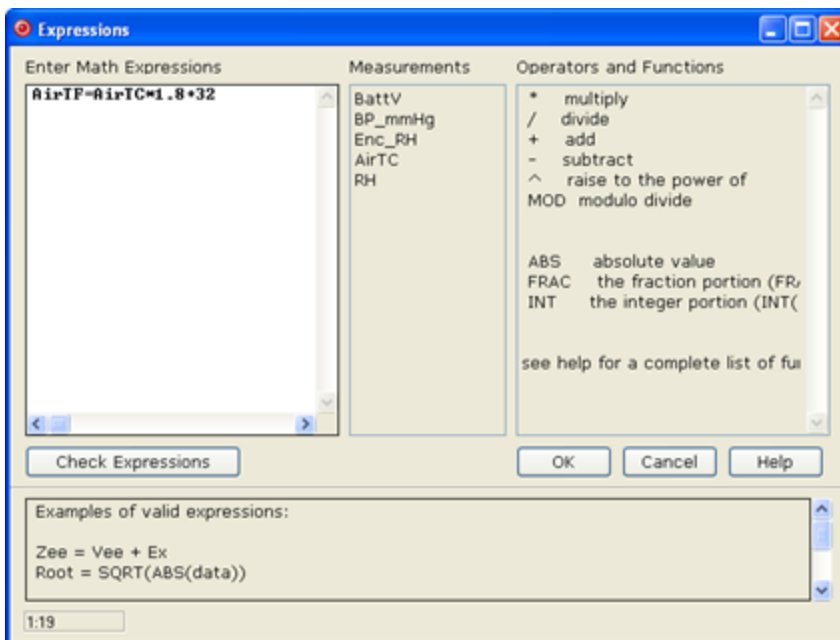 Expressions
Enter Math Expressions
AirTF=AirTC*1.8+32
Measurements
BattV
BP_mmHg
Enc_RH
AirTC
RH
Operators and Functions
* multiply
/ divide
+ add
- subtract
^ raise to the power of
MOD modulo divide
ABS absolute value
FRAC the fraction portion (FR
INT the integer portion (INT(
see help for a complete list of
Check Expressions
OK
Cancel
Help
Examples of valid expressions:
Zee = Vee + Ex
Root = SQRT(ABS(data))
1:19